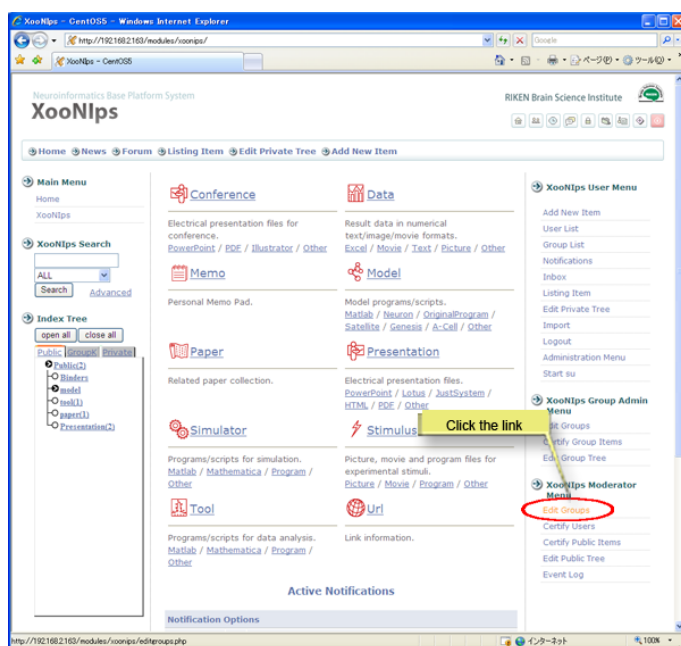 XooNIps - CentOS5 - Windows Internet Explorer
http://192.168.2.163/modules/xoonips/
Google
XooNIps - CentOS5
ページ(P)
ツール(O)
Neuroinformatics Base Platform System
XooNIps
RIKEN Brain Science Institute
Home News Forum Listing Item Edit Private Tree Add New Item
Main Menu
Home
XooNIps
XooNIps Search
ALL
Search Advanced
Index Tree
open all close all
Public GroupK Private
Public(2)
Binders
model
tool(1)
paper(1)
Presentation(2)
Conference
Electrical presentation files for
conference.
PowerPoint / PDF / Illustrator / Other
Data
Result data in numerical
text/image/movie formats.
Excel / Movie / Text / Picture / Other
Memo
Personal Memo Pad.
Model
Model programs/scripts.
Matlab / Neuron / OriginalProgram /
Satellite / Genesis / A-Cell / Other
Paper
Related paper collection.
Presentation
Electrical presentation files.
PowerPoint / Lotus / JustSystem /
HTML / PDF / Other
Simulator
Programs/scripts for simulation.
Matlab / Mathematica / Program /
Other
Stimulus
Picture, movie and program files for
experimental stimuli.
Picture / Movie / Program / Other
Tool
Programs/scripts for data analysis.
Matlab / Mathematica / Program /
Other
Url
Link information.
Active Notifications
Notification Options
XooNIps User Menu
Add New Item
User List
Group List
Notifications
Inbox
Listing Item
Edit Private Tree
Import
Logout
Administration Menu
Start su
XooNIps Group Admin
Menu
Edit Groups
Certify Group Items
Edit Group Tree
Click the link
XooNIps Moderator
Menu
Edit Groups
Certify Users
Certify Public Items
Edit Public Tree
Event Log
http://192.168.2.163/modules/xoonips/editgroups.php
インターネット
100%